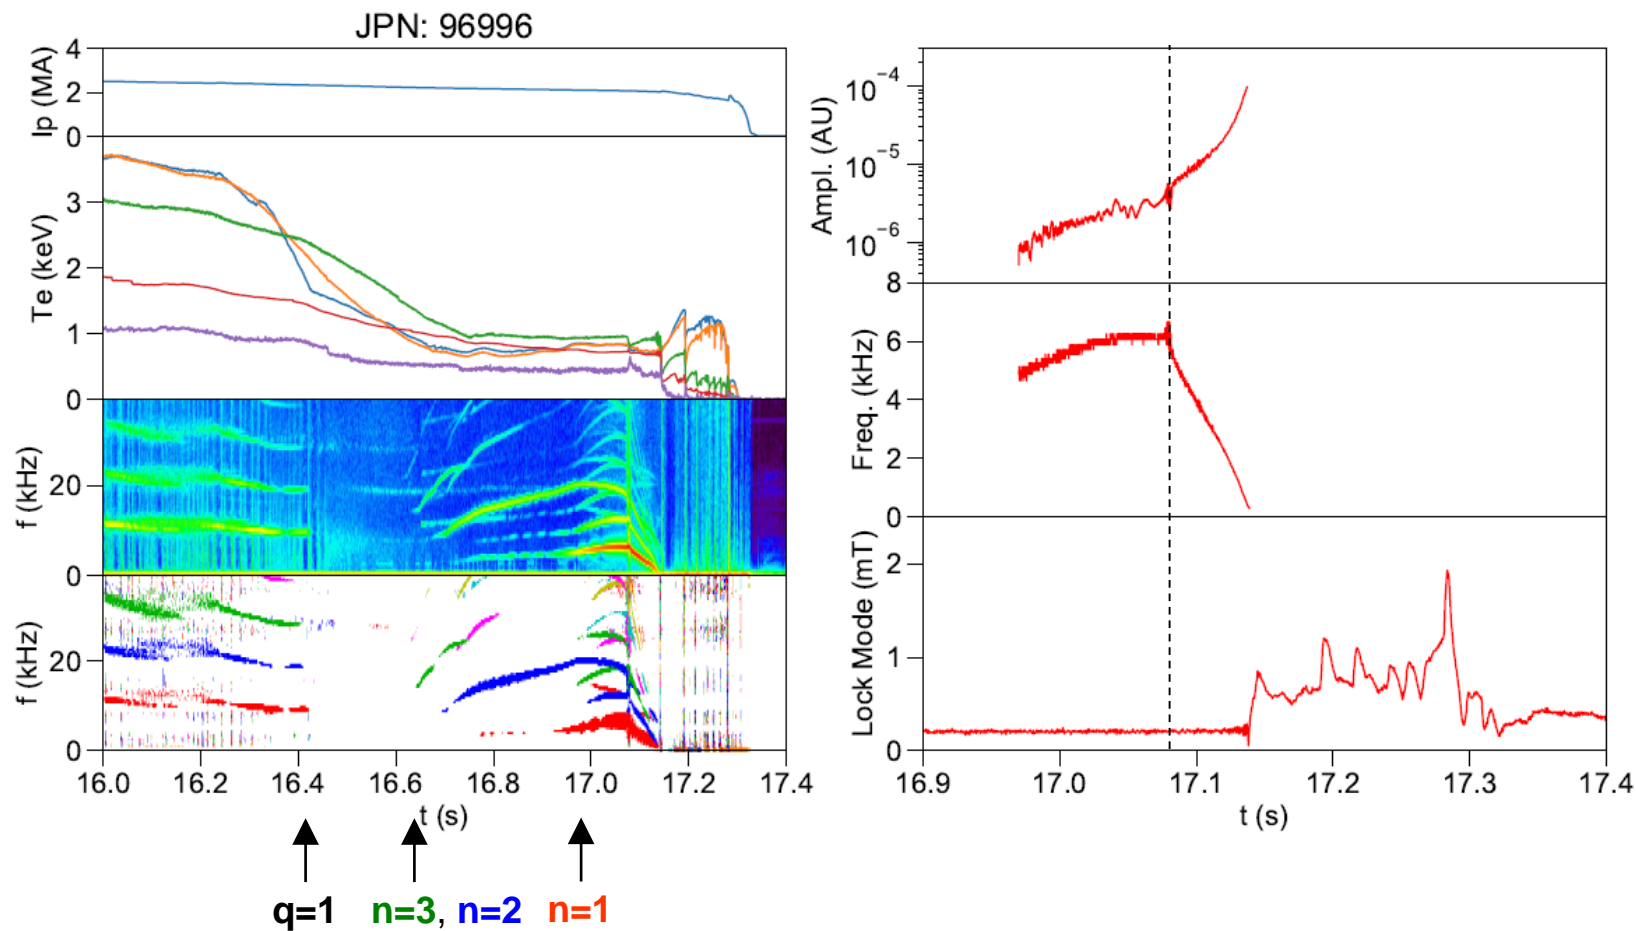 JPN: 96996
Ip (MA)
4
2
0
Te (keV)
3
2
1
0
f (kHz)
20
0
f (kHz)
20
0
16.0 16.2 16.4 16.6 16.8 17.0 17.2 17.4
t (s)
q=1 n=3, n=2 n=1
Ampl. (AU)
10⁻⁴
10⁻⁵
10⁻⁶
Freq. (kHz)
8
6
4
2
0
Lock Mode (mT)
2
1
0
16.9 17.0 17.1 17.2 17.3 17.4
t (s)